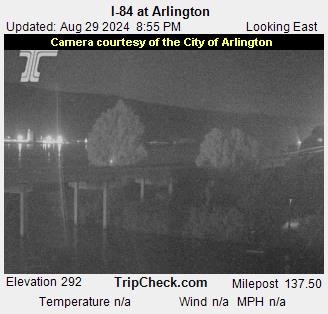 I-84 at Arlington
Updated: Aug 29 2024 8:55 PM Looking East
Camera courtesy of the City of Arlington
Elevation 292 TripCheck.com Milepost 137.50
Temperature n/a Wind n/a MPH n/a